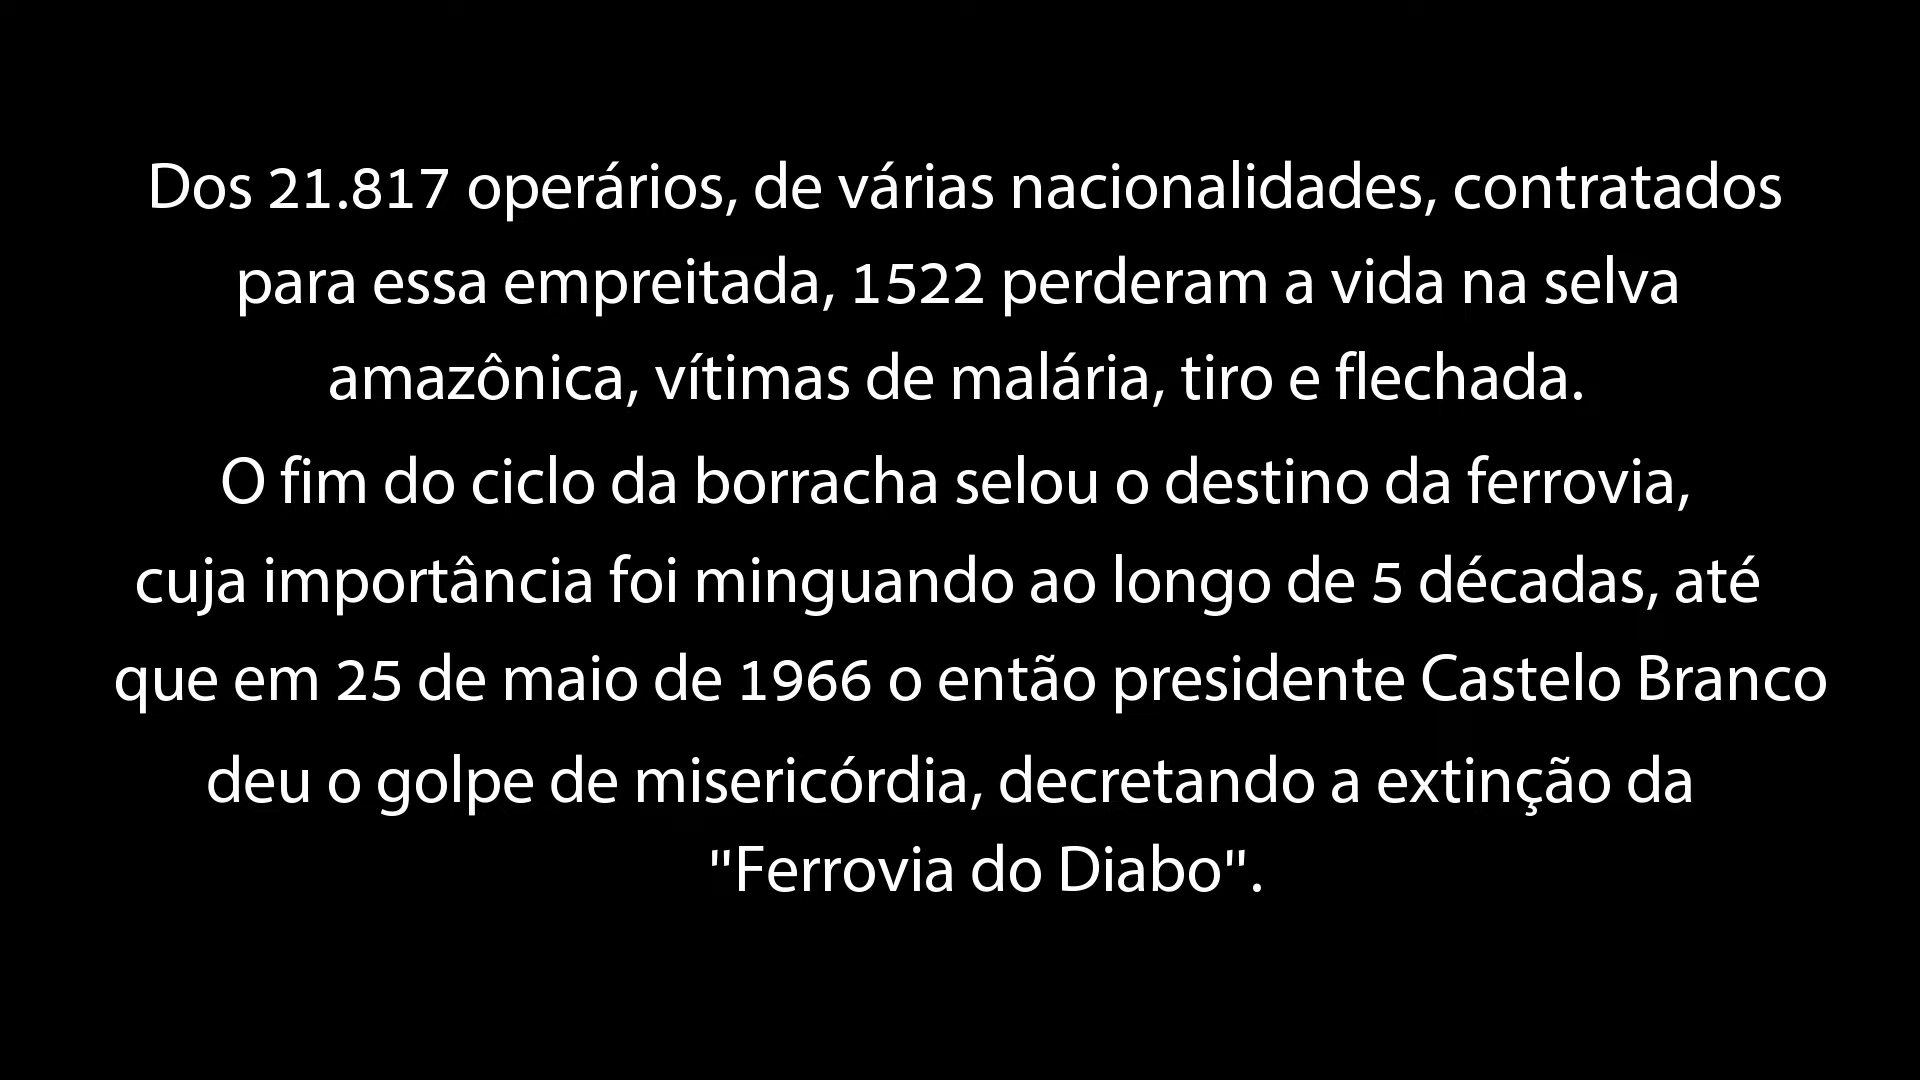 Dos 21.817 operários, de várias nacionalidades, contratados
para essa empreitada, 1522 perderam a vida na selva
amazônica, vítimas de malária, tiro e flechada.
O fim do ciclo da borracha selou o destino da ferrovia,
cuja importância foi minguando ao longo de 5 décadas, até
que em 25 de maio de 1966 o então presidente Castelo Branco
deu o golpe de misericórdia, decretando a extinção da
"Ferrovia do Diabo".